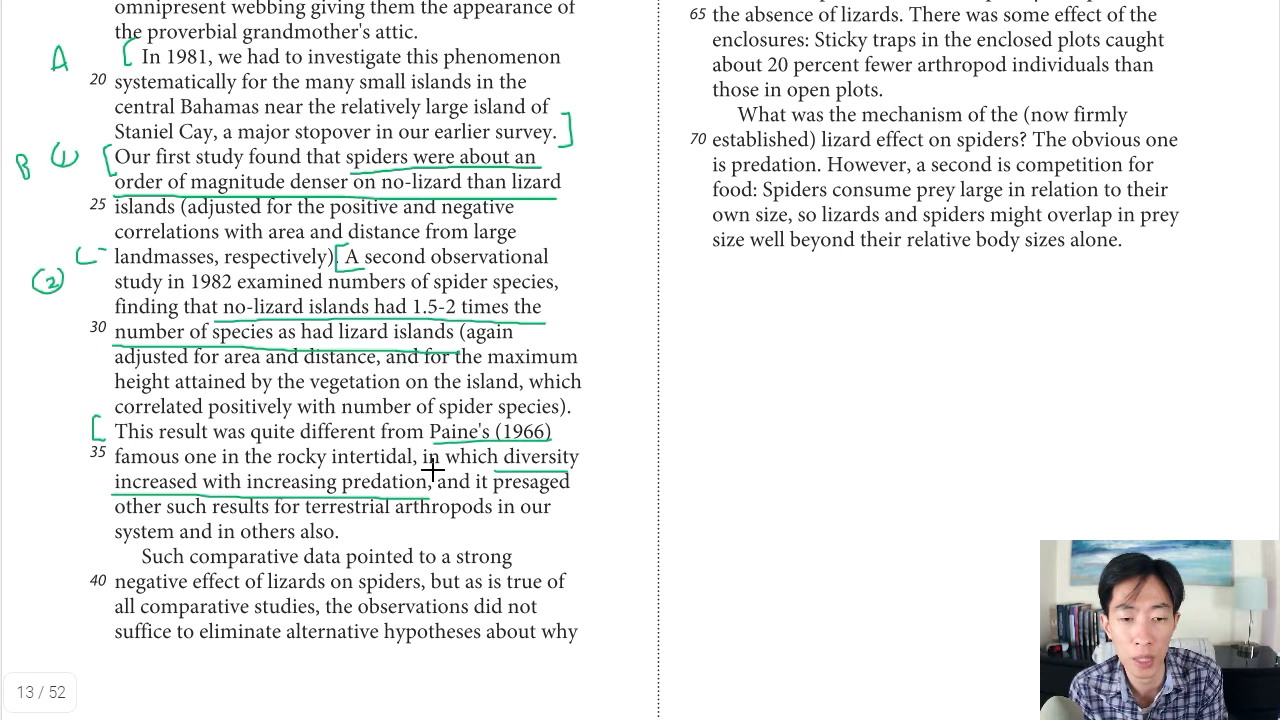 omnipresent webbing giving them the appearance of
the proverbial grandmother's attic.
A [ In 1981, we had to investigate this phenomenon
20 systematically for the many small islands in the
central Bahamas near the relatively large island of
Staniel Cay, a major stopover in our earlier survey. ]
B (1) [ Our first study found that spiders were about an
order of magnitude denser on no-lizard than lizard
25 islands (adjusted for the positive and negative
correlations with area and distance from large
C landmasses, respectively). [ A second observational
(2) study in 1982 examined numbers of spider species,
finding that no-lizard islands had 1.5-2 times the
30 number of species as had lizard islands (again
adjusted for area and distance, and for the maximum
height attained by the vegetation on the island, which
correlated positively with number of spider species).
[ This result was quite different from Paine's (1966)
35 famous one in the rocky intertidal, in which diversity
increased with increasing predation, and it presaged
other such results for terrestrial arthropods in our
system and in others also.
Such comparative data pointed to a strong
40 negative effect of lizards on spiders, but as is true of
all comparative studies, the observations did not
suffice to eliminate alternative hypotheses about why
65 the absence of lizards. There was some effect of the
enclosures: Sticky traps in the enclosed plots caught
about 20 percent fewer arthropod individuals than
those in open plots.
What was the mechanism of the (now firmly
70 established) lizard effect on spiders? The obvious one
is predation. However, a second is competition for
food: Spiders consume prey large in relation to their
own size, so lizards and spiders might overlap in prey
size well beyond their relative body sizes alone.
13 / 52